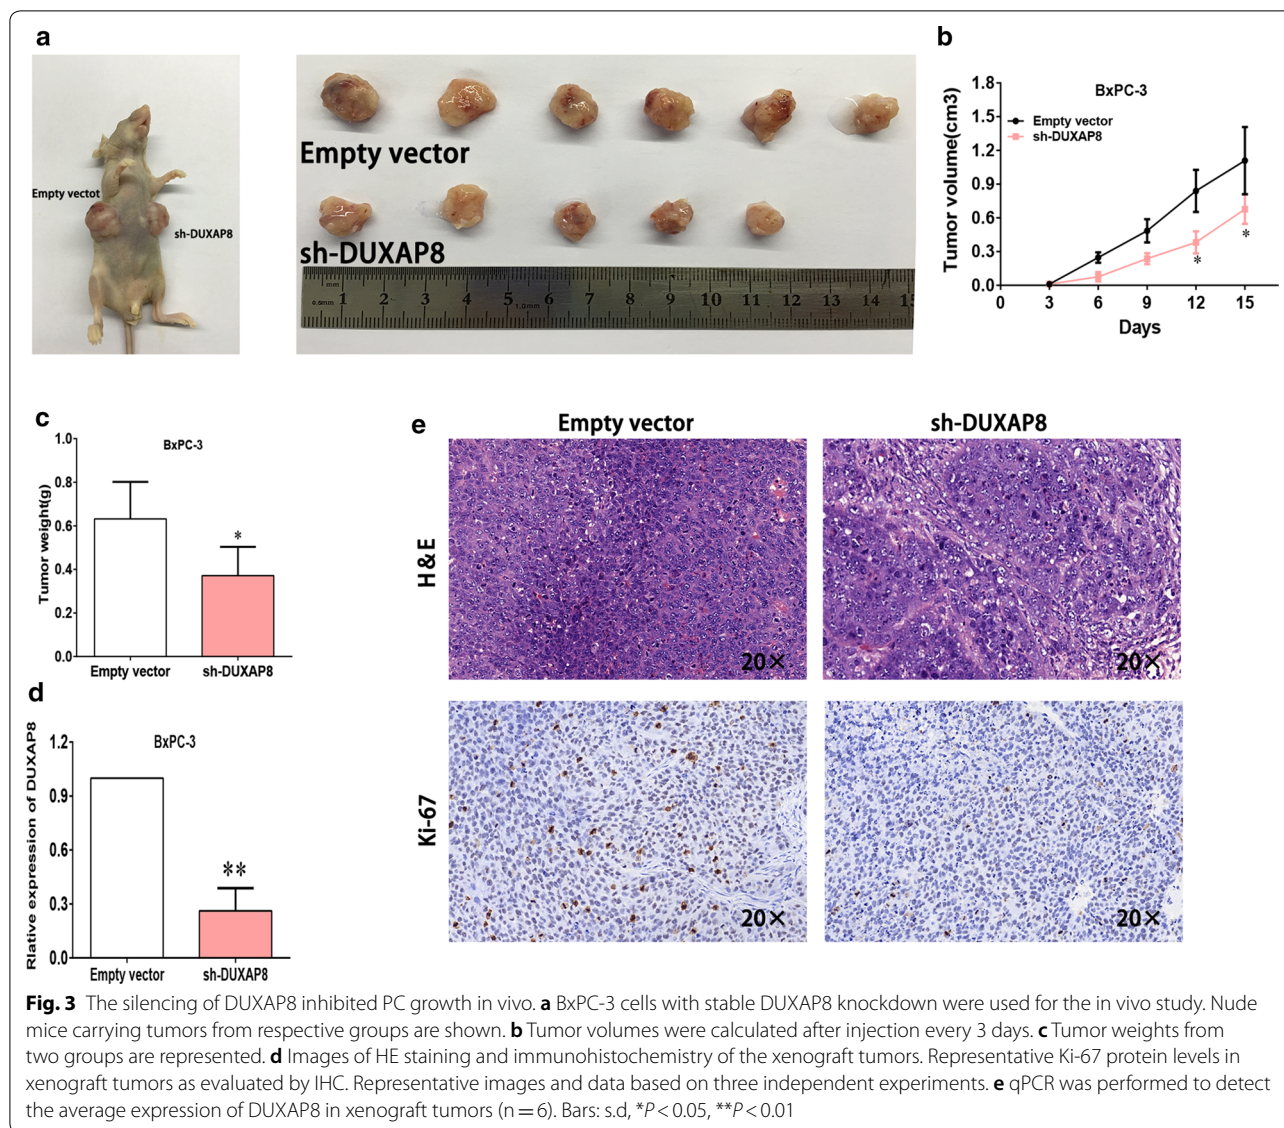 a
Empty vectot
sh-DUXAP8
Empty vector
sh-DUXAP8
mm
0.5mm
1 2 3 4 5 6 7 8 9 10 11 12 13 14 15
1.0mm
b
BxPC-3
Empty vector
sh-DUXAP8
Tumor volume(cm3)
1.8
1.5
1.2
0.9
0.6
0.3
0.0
*
*
0 3 6 9 12 15
Days
c
BxPC-3
Tumor weight(g)
1.0
0.8
0.6
0.4
0.2
0.0
*
Empty vector sh-DUXAP8
d
BxPC-3
Rlative expression of DUXAP8
1.2
0.9
0.6
0.3
0.0
**
Empty vector sh-DUXAP8
e
Empty vector sh-DUXAP8
H&E
20×
20×
Ki-67
20×
20×
Fig. 3 The silencing of DUXAP8 inhibited PC growth in vivo. a BxPC-3 cells with stable DUXAP8 knockdown were used for the in vivo study. Nude
mice carrying tumors from respective groups are shown. b Tumor volumes were calculated after injection every 3 days. c Tumor weights from
two groups are represented. d Images of HE staining and immunohistochemistry of the xenograft tumors. Representative Ki-67 protein levels in
xenograft tumors as evaluated by IHC. Representative images and data based on three independent experiments. e qPCR was performed to detect
the average expression of DUXAP8 in xenograft tumors (n = 6). Bars: s.d, *P < 0.05, **P < 0.01